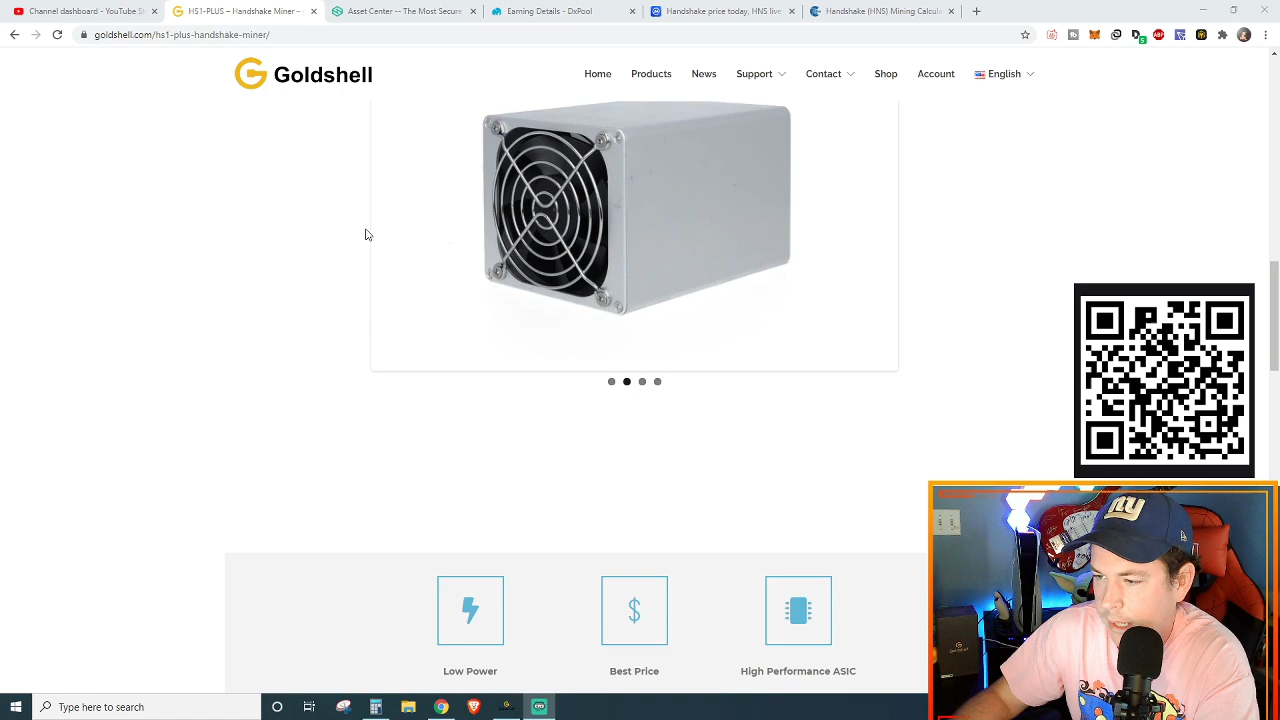 Channel dashboard - YouTube S
HS1-PLUS – Handshake Miner –
Asset Center -- The Most Secure
Earning Details - DxPool
Handshake price today, HNS live
Handshake (HNS) Mining Calcul
goldshell.com/hs1-plus-handshake-miner/
Goldshell
Home
Products
News
Support
Contact
Shop
Account
English
Low Power
Best Price
High Performance ASIC
ny
Type here to search